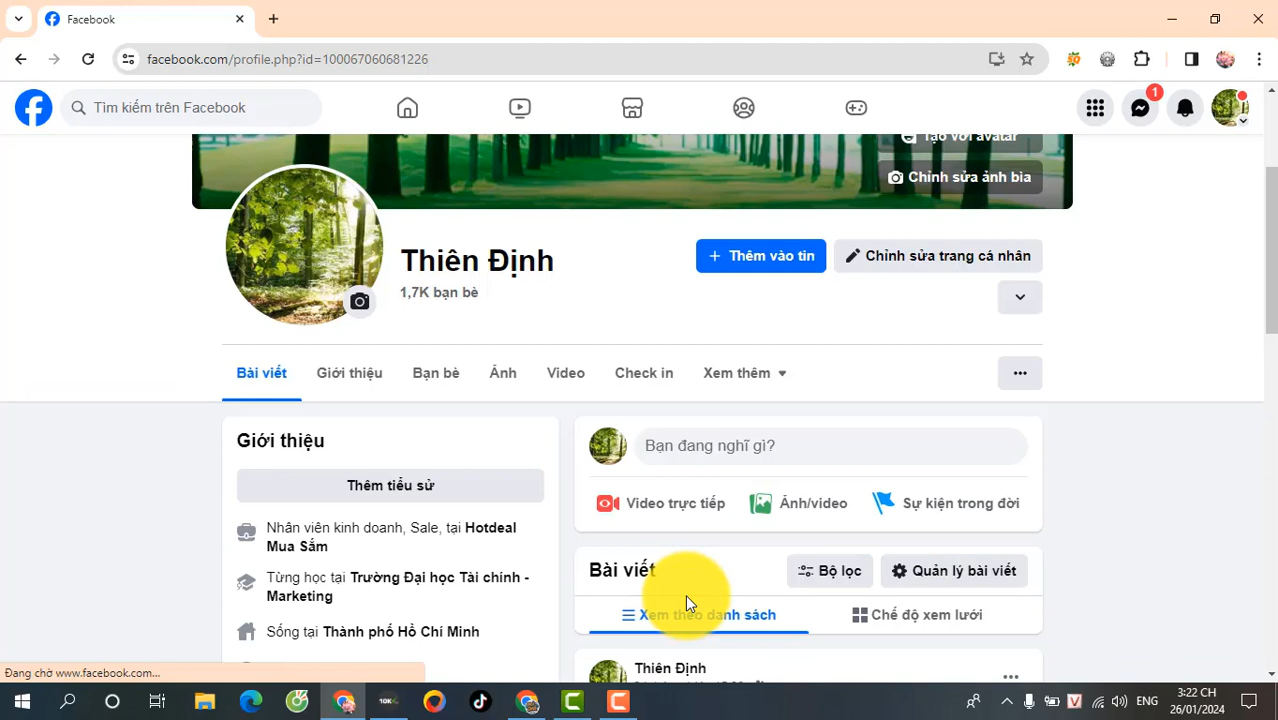 Facebook
facebook.com/profile.php?id=100067060681226
Tìm kiếm trên Facebook
1
Tạo với avatar
Chỉnh sửa ảnh bìa
Thiên Định
1,7K bạn bè
Thêm vào tin
Chỉnh sửa trang cá nhân
Bài viết Giới thiệu Bạn bè Ảnh Video Check in Xem thêm
Giới thiệu
Thêm tiểu sử
Nhân viên kinh doanh, Sale, tại Hotdeal
Mua Sắm
Từng học tại Trường Đại học Tài chính -
Marketing
Sống tại Thành phố Hồ Chí Minh
Bạn đang nghĩ gì?
Video trực tiếp Ảnh/video Sự kiện trong đời
Bài viết Bộ lọc Quản lý bài viết
Xem theo danh sách Chế độ xem lưới
Thiên Định
Đang chờ www.facebook.com...
10K
ENG
3:22 CH
26/01/2024